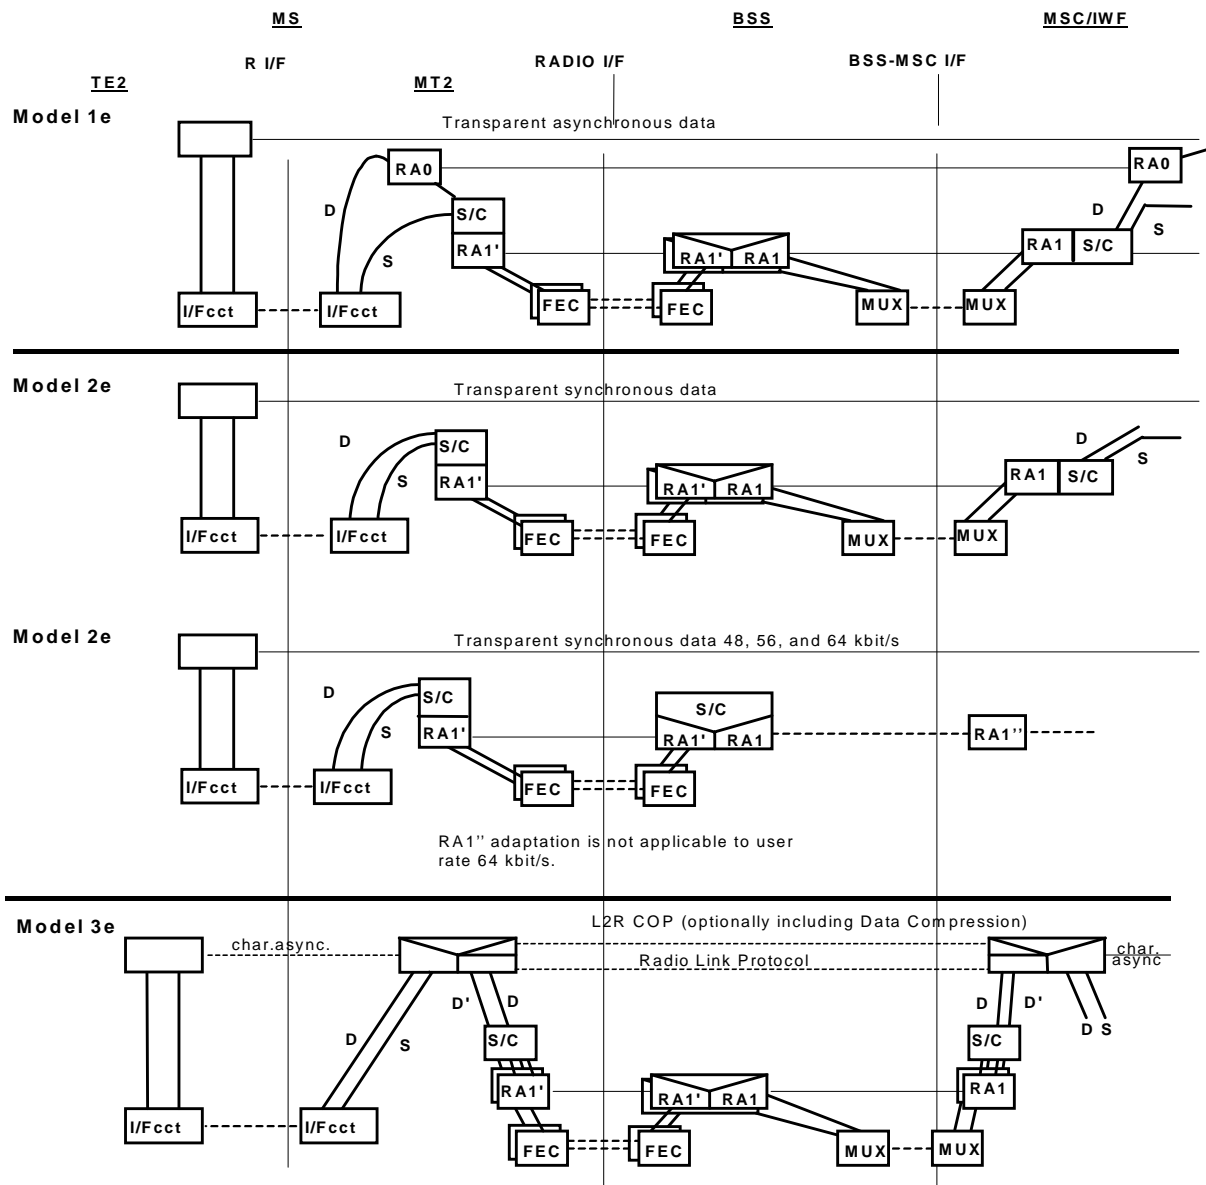 MS BSS MSC/IWF
R I/F RADIO I/F BSS-MSC I/F
TE2 MT2
Model 1e
Transparent asynchronous data
RA0 RA0
D S/C D
S RA1' RA1' RA1 RA1 S/C S
I/Fcct I/Fcct FEC FEC MUX MUX
Model 2e
Transparent synchronous data
D S/C D
S RA1' RA1' RA1 RA1 S/C S
I/Fcct I/Fcct FEC FEC MUX MUX
Model 2e
Transparent synchronous data 48, 56, and 64 kbit/s
D S/C S/C
S RA1' RA1' RA1 RA1''
I/Fcct I/Fcct FEC FEC
RA1'' adaptation is not applicable to user
rate 64 kbit/s.
Model 3e
L2R COP (optionally including Data Compression)
char.async. char.
Radio Link Protocol async
D' D D D'
D S S/C S/C D S
RA1' RA1' RA1 RA1
I/Fcct I/Fcct FEC FEC MUX MUX